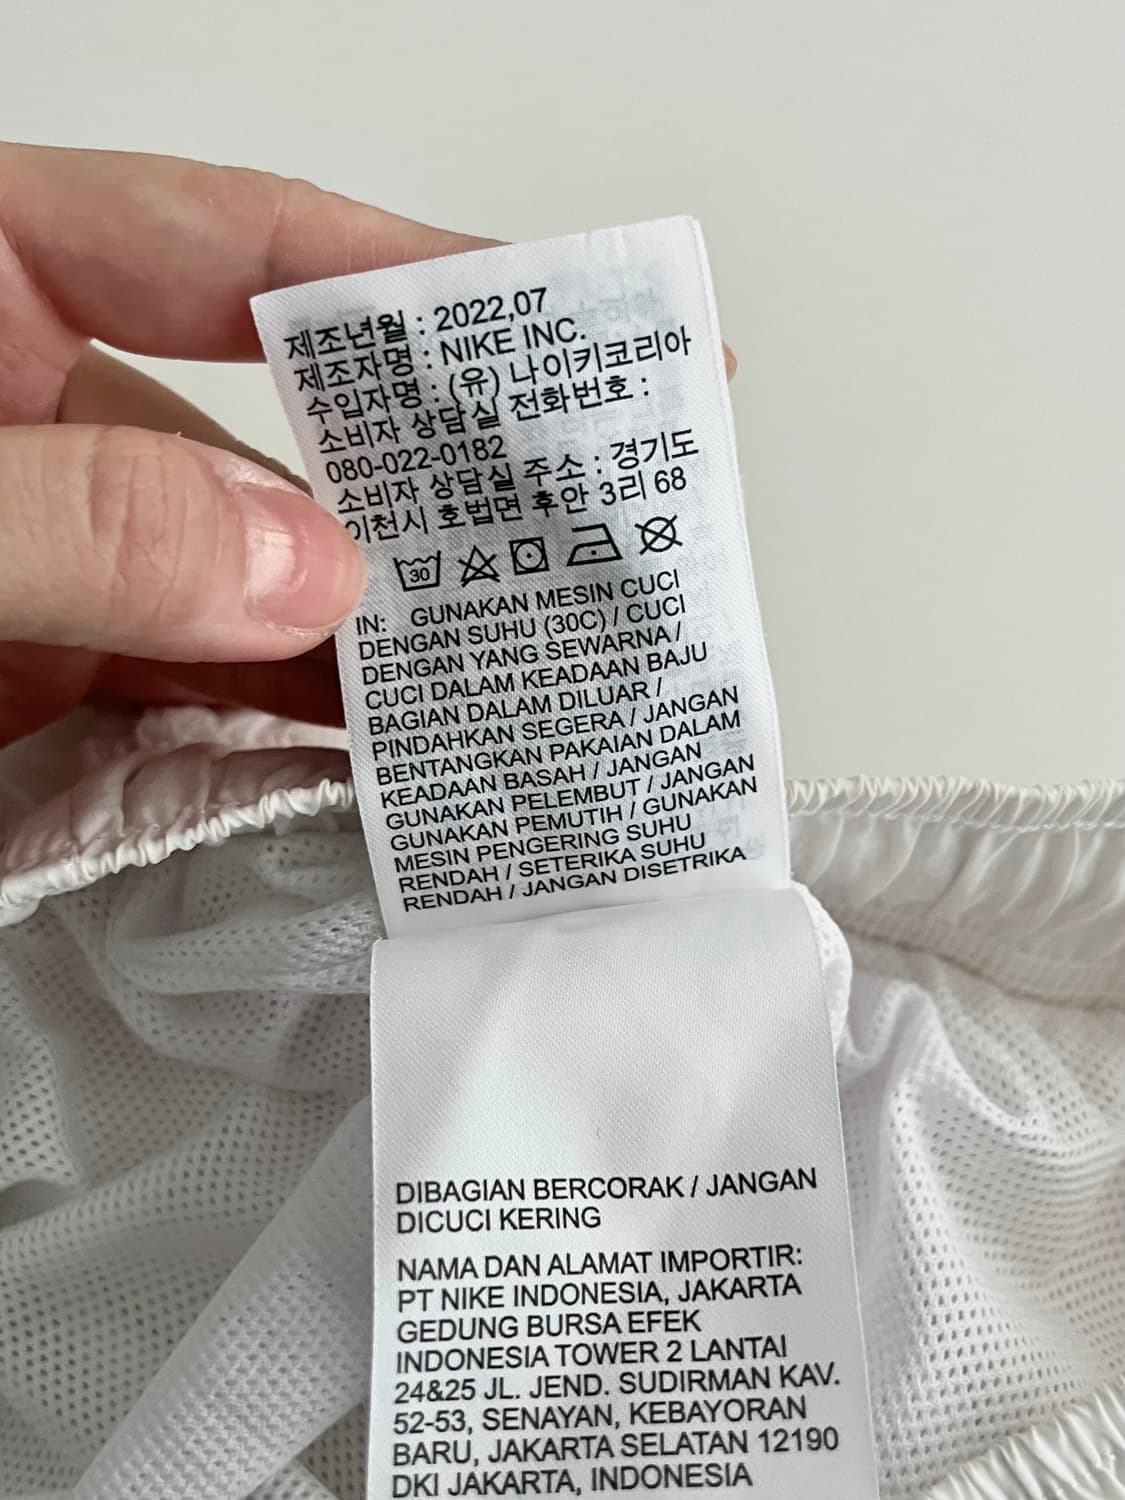 제조년월 : 2022,07
제조자명 : NIKE INC.
수입자명 : (유) 나이키코리아
소비자 상담실 전화번호 :
080-022-0182
소비자 상담실 주소 : 경기도
이천시 호법면 후안 3리 68
30
IN: GUNAKAN MESIN CUCI
DENGAN SUHU (30C) / CUCI
DENGAN YANG SEWARNA /
CUCI DALAM KEADAAN BAJU
BAGIAN DALAM DILUAR /
PINDAHKAN SEGERA / JANGAN
BENTANGKAN PAKAIAN DALAM
KEADAAN BASAH / JANGAN
GUNAKAN PELEMBUT / JANGAN
GUNAKAN PEMUTIH / GUNAKAN
MESIN PENGERING SUHU
RENDAH / SETERIKA SUHU
RENDAH / JANGAN DISETRIKA
DIBAGIAN BERCORAK / JANGAN
DICUCI KERING
NAMA DAN ALAMAT IMPORTIR:
PT NIKE INDONESIA, JAKARTA
GEDUNG BURSA EFEK
INDONESIA TOWER 2 LANTAI
24&25 JL. JEND. SUDIRMAN KAV.
52-53, SENAYAN, KEBAYORAN
BARU, JAKARTA SELATAN 12190
DKI JAKARTA, INDONESIA